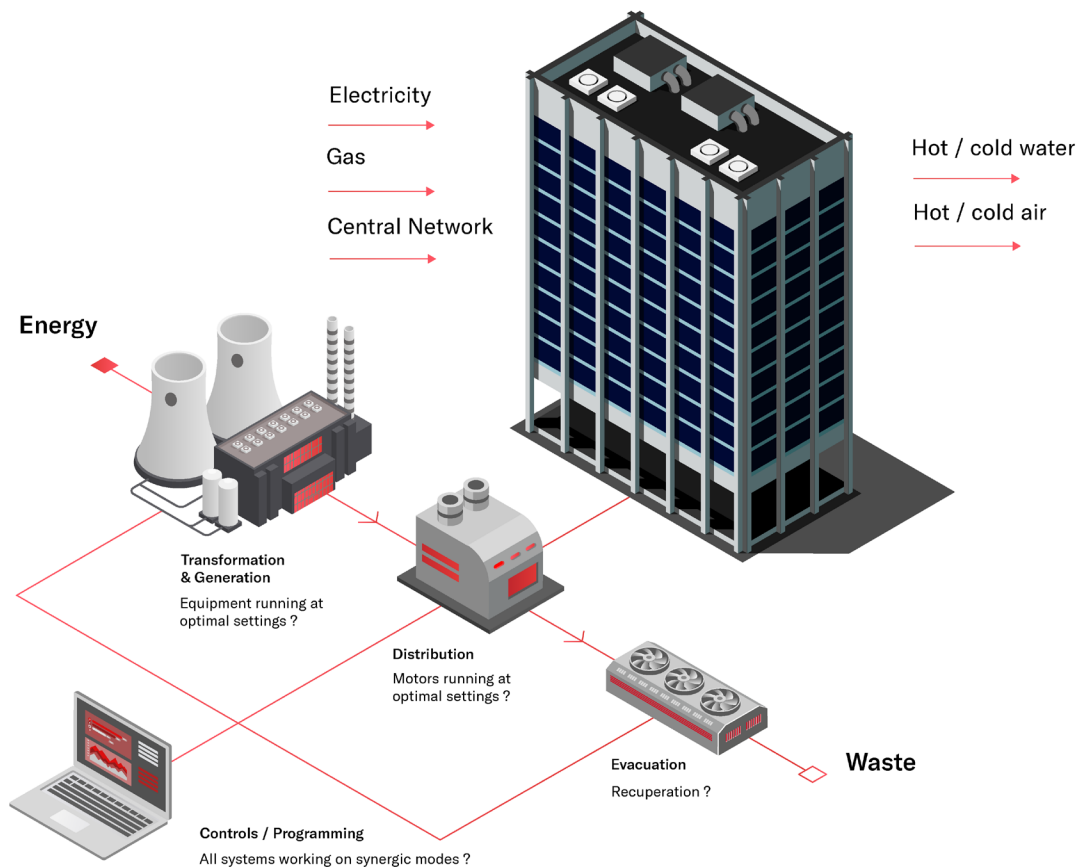 Electricity
Gas
Central Network
Hot / cold water
Hot / cold air
Energy
Transformation
& Generation
Equipment running at
optimal settings ?
Distribution
Motors running at
optimal settings ?
Evacuation
Recuperation ?
Waste
Controls / Programming
All systems working on synergic modes ?